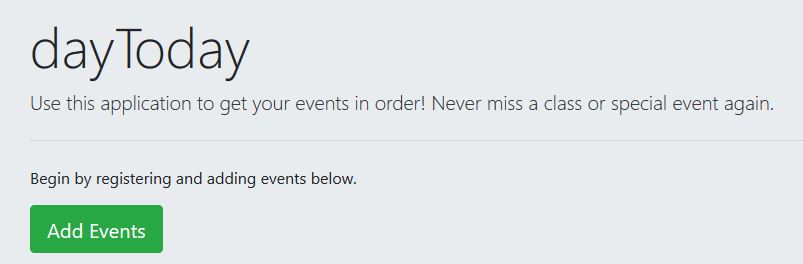 dayToday
Use this application to get your events in order! Never miss a class or special event again.
Begin by registering and adding events below.
Add Events